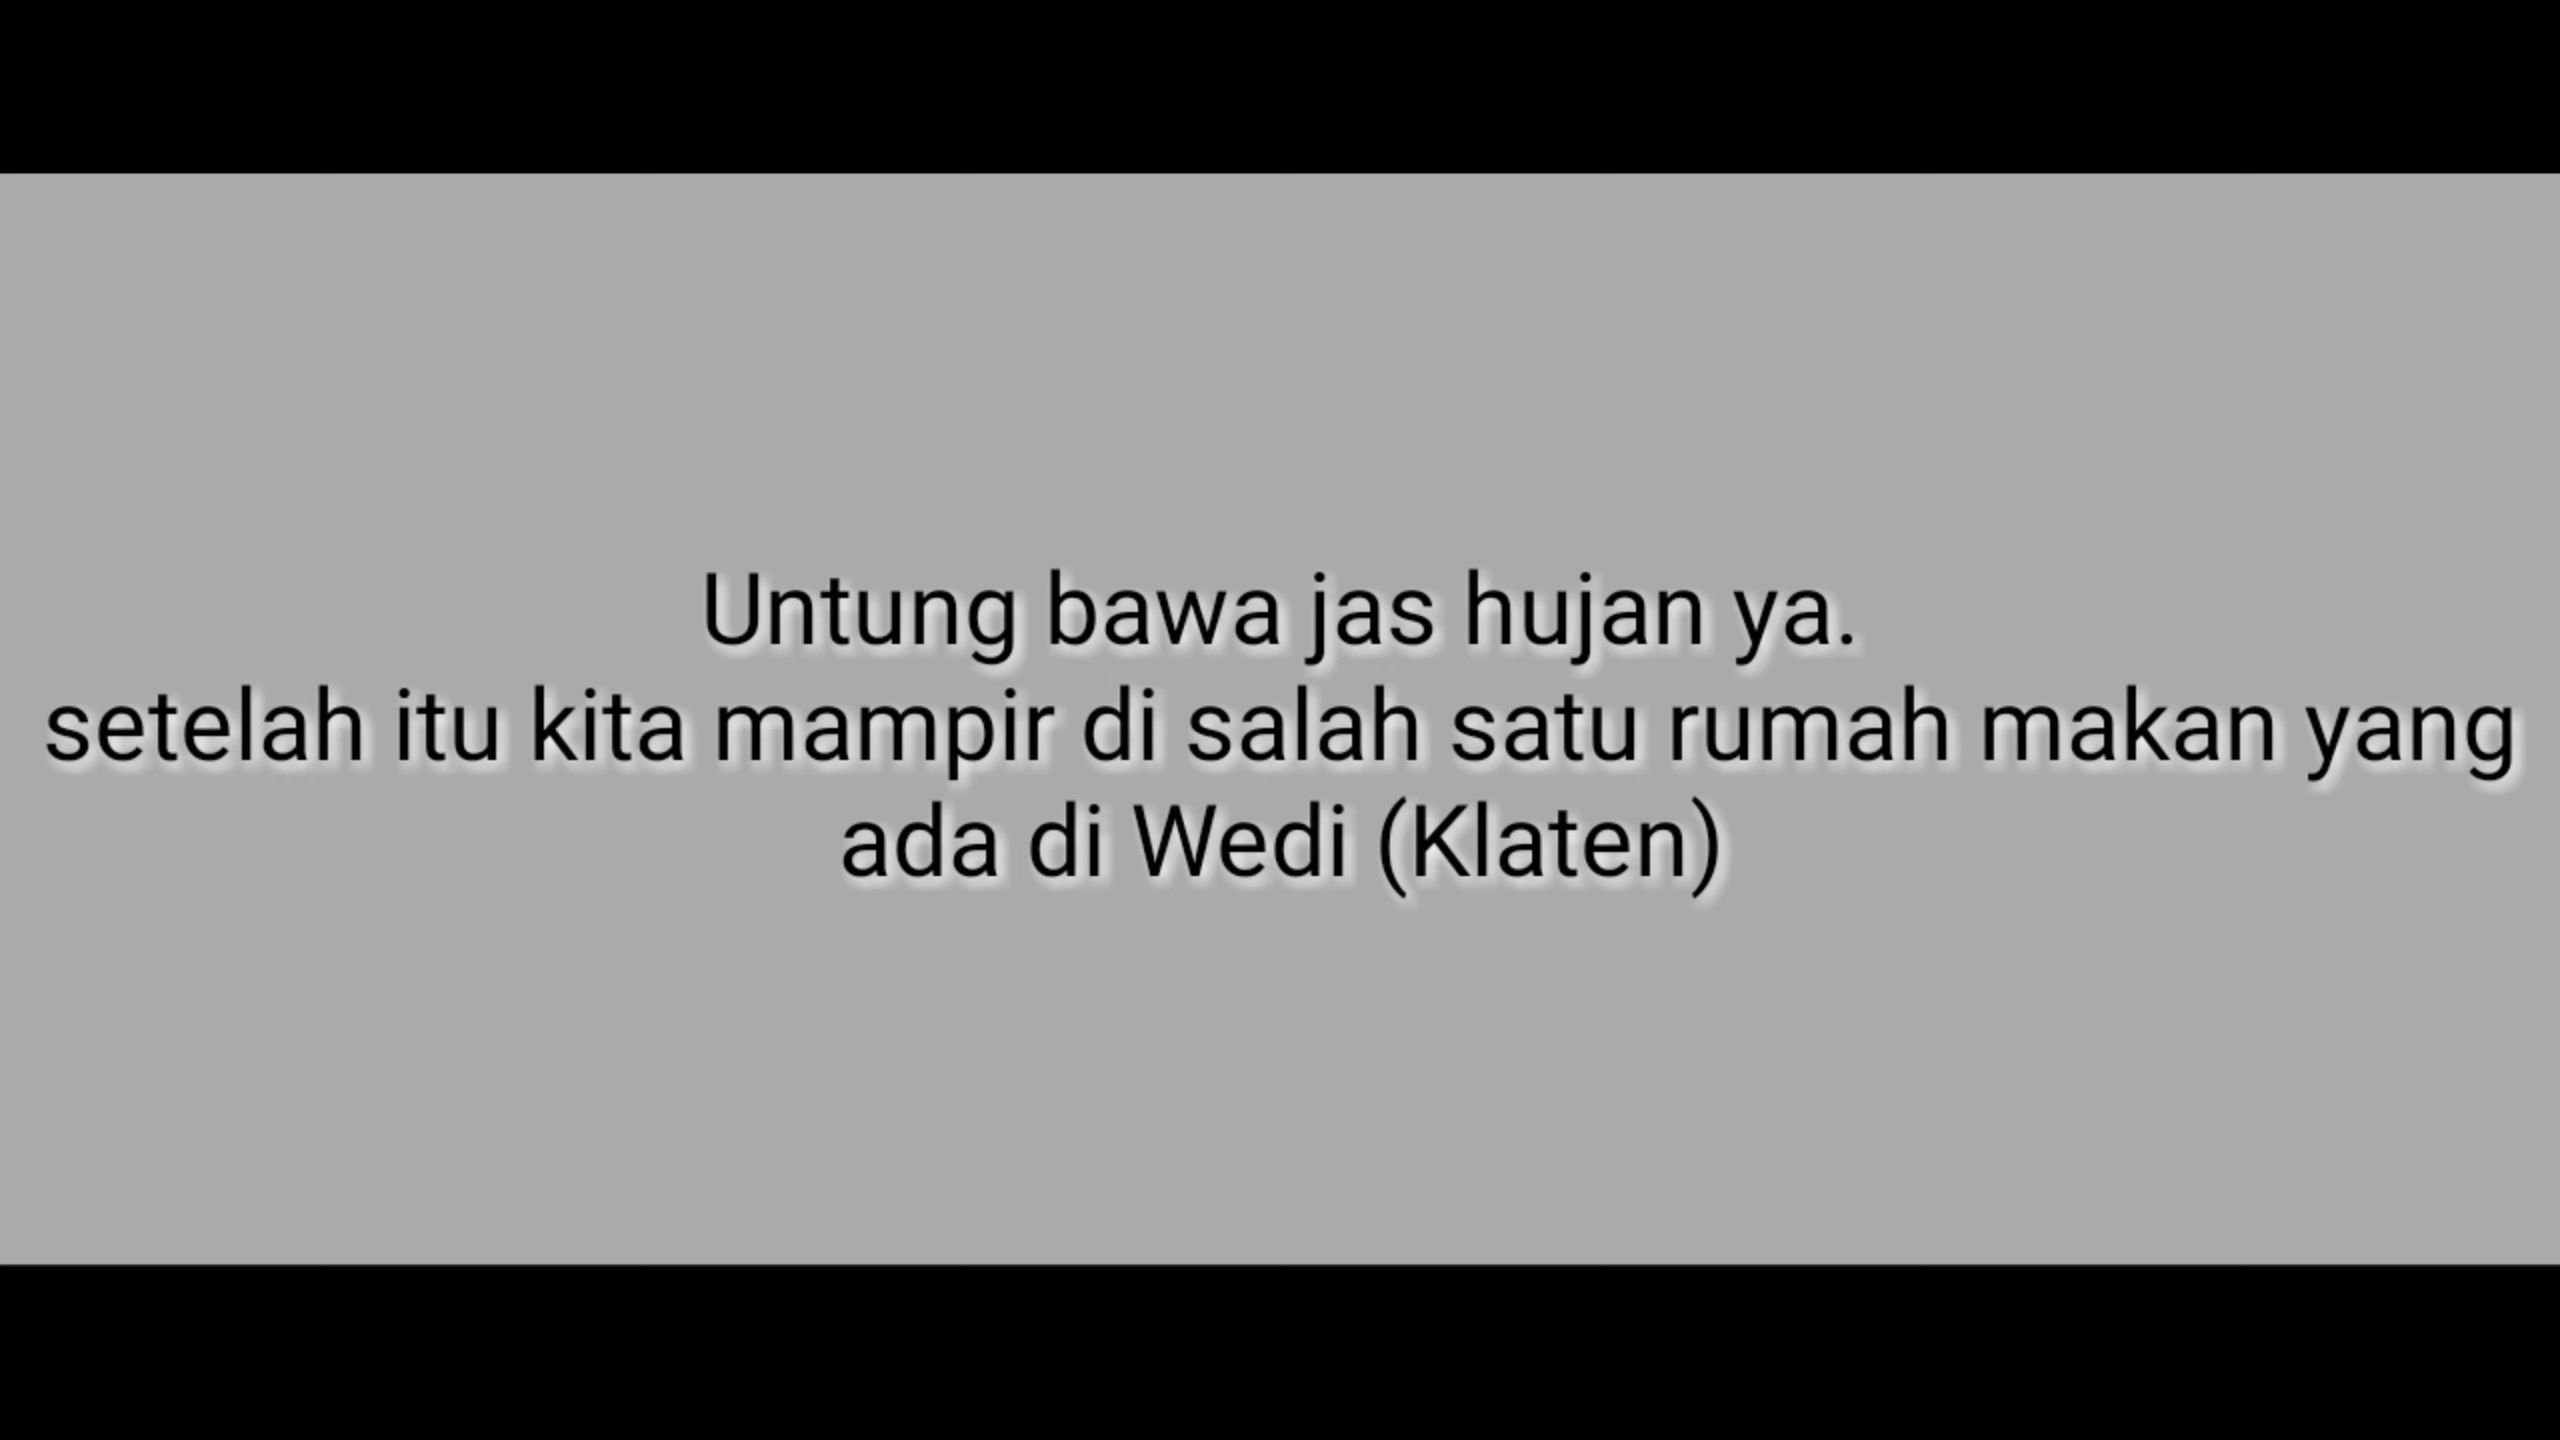 Untung bawa jas hujan ya.
setelah itu kita mampir di salah satu rumah makan yang
ada di Wedi (Klaten)